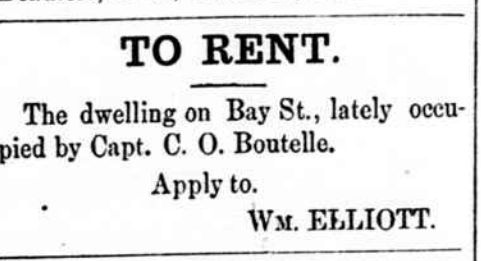 TO RENT.
The dwelling on Bay St., lately occu-
pied by Capt. C. O. Boutelle.
Apply to.
WM. ELLIOTT.